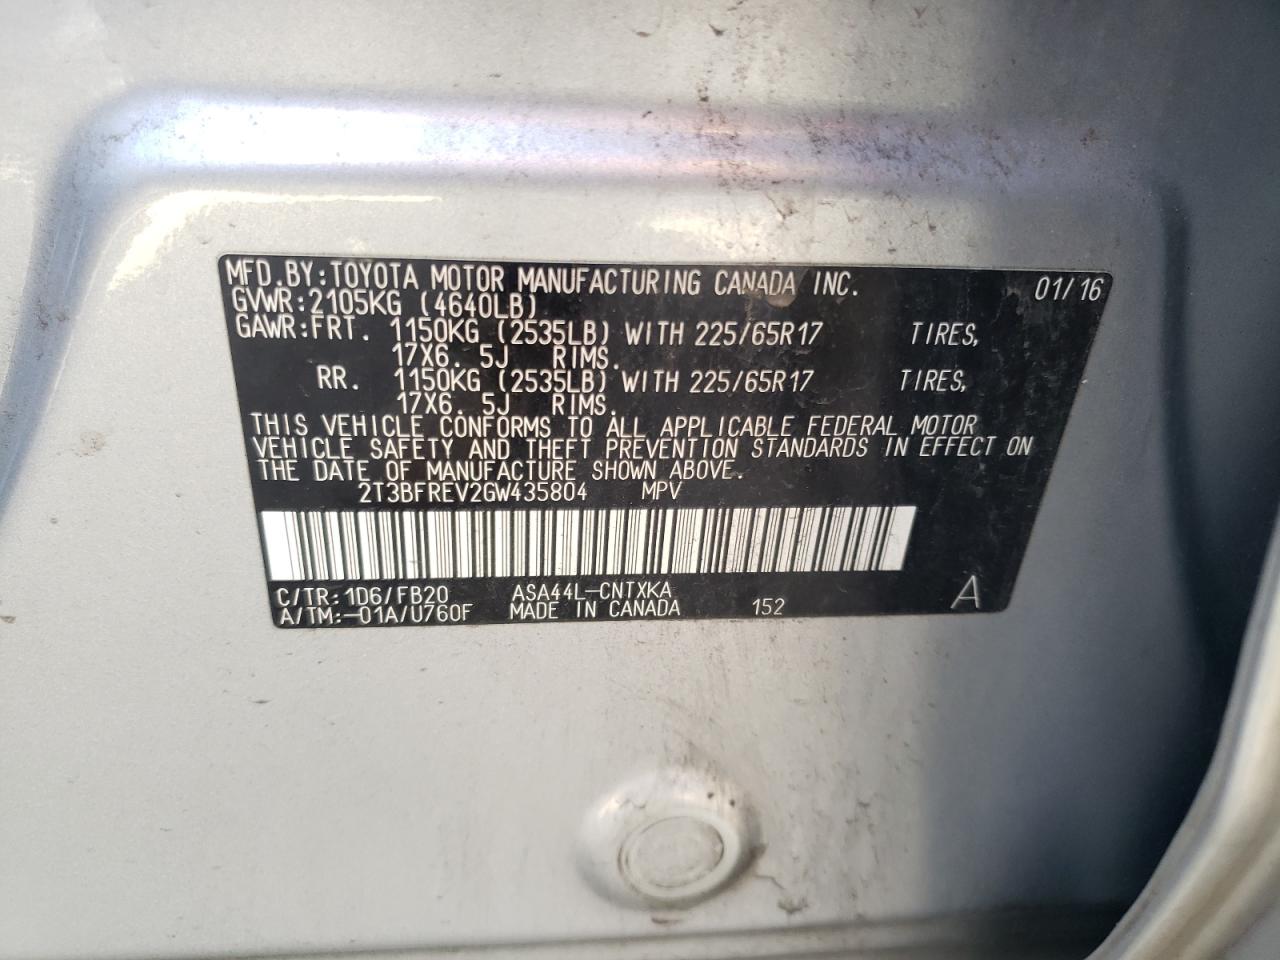 MFD.BY:TOYOTA MOTOR MANUFACTURING CANADA INC. 01/16
GVWR:2105KG (4640LB)
GAWR:FRT. 1150KG (2535LB) WITH 225/65R17 TIRES,
17X6.5J RIMS.
RR. 1150KG (2535LB) WITH 225/65R17 TIRES,
17X6.5J RIMS.
THIS VEHICLE CONFORMS TO ALL APPLICABLE FEDERAL MOTOR
VEHICLE SAFETY AND THEFT PREVENTION STANDARDS IN EFFECT ON
THE DATE OF MANUFACTURE SHOWN ABOVE.
2T3BFREV2GW435804 MPV
C/TR:1D6/FB20 ASA44L-CNTXKA
A/TM:-01A/U760F MADE IN CANADA 152 A